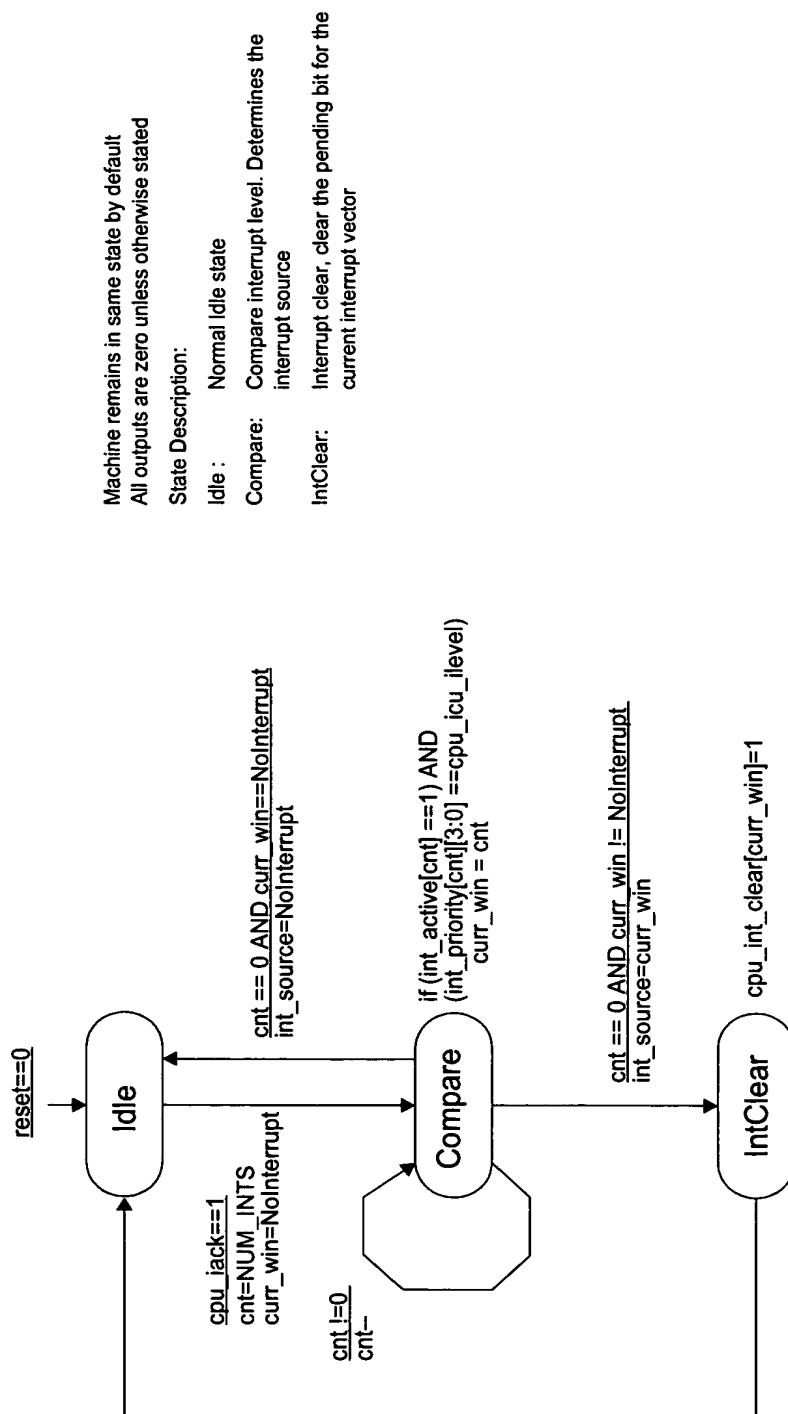 reset==0
Idle
cpu_iack==1
cnt=NUM_INTS
curr_win=NoInterrupt
cnt == 0 AND curr_win==NoInterrupt
int_source=NoInterrupt
cnt !=0
cnt--
Compare
if (int_active[cnt] ==1) AND
(int_priority[cnt][3:0] ==cpu_icu_ilevel)
curr_win = cnt
cnt == 0 AND curr_win != NoInterrupt
int_source=curr_win
IntClear
cpu_int_clear[curr_win]=1
Machine remains in same state by default
All outputs are zero unless otherwise stated
State Description:
Idle : Normal Idle state
Compare: Compare interrupt level. Determines the
interrupt source
IntClear: Interrupt clear, clear the pending bit for the
current interrupt vector